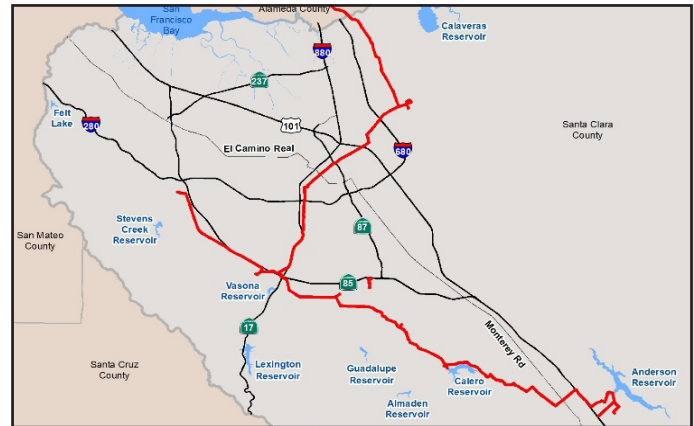 San
Francisco
Bay
Alameda County
Calaveras
Reservoir
880
237
Felt
Lake
280
101
El Camino Real
680
Santa Clara
County
Stevens
Creek
Reservoir
San Mateo
County
87
Vasona
Reservoir
85
17
Monterey Rd
Santa Cruz
County
Lexington
Reservoir
Guadalupe
Reservoir
Calero
Reservoir
Almaden
Reservoir
Anderson
Reservoir